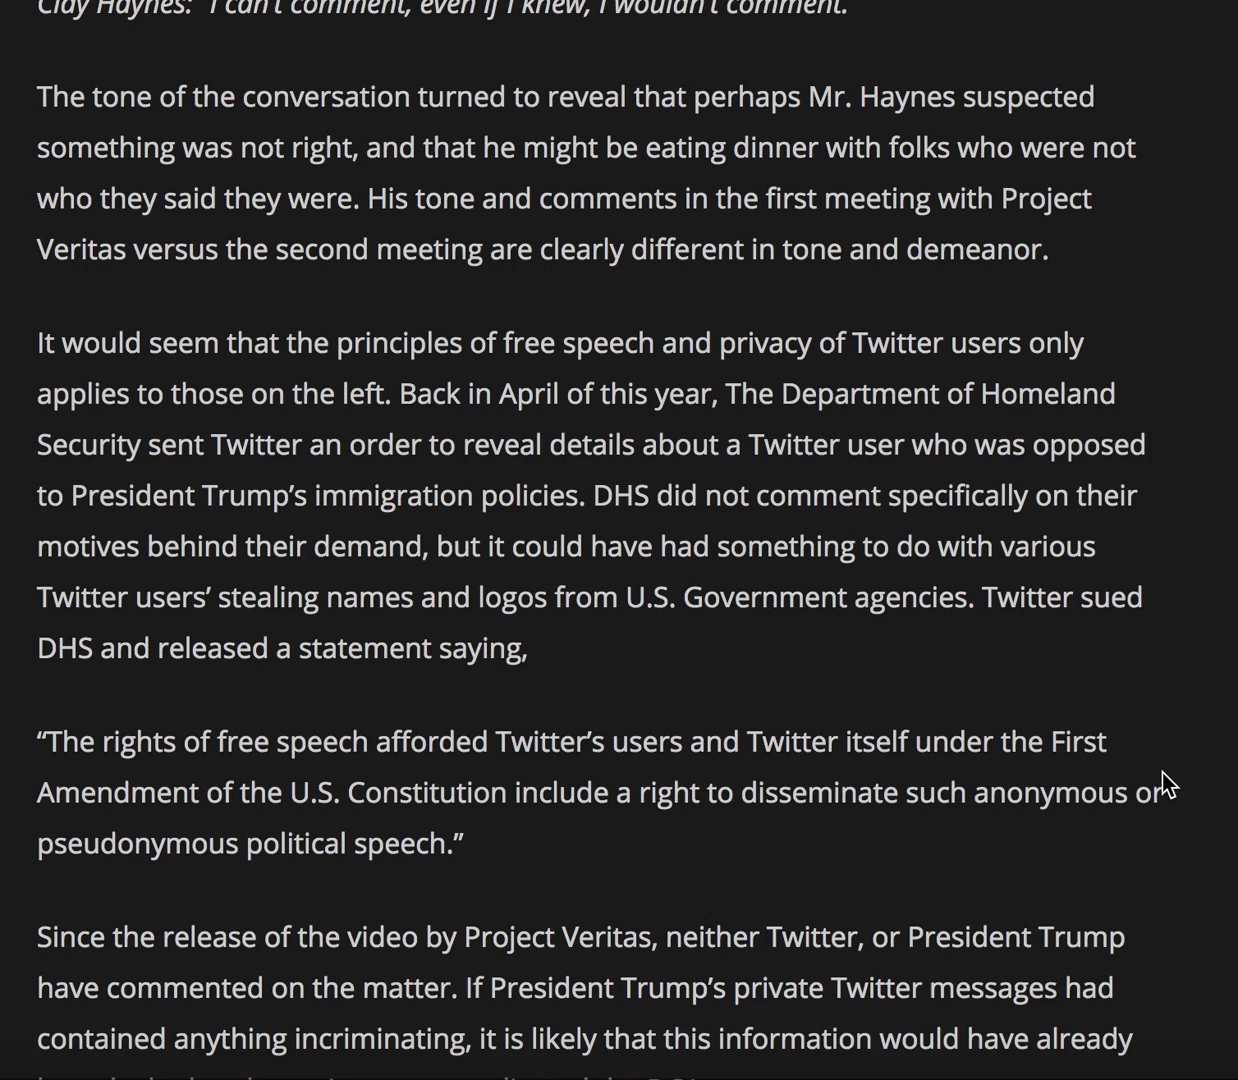 Clay Haynes: "I can't comment, even if I knew, I wouldn't comment."
The tone of the conversation turned to reveal that perhaps Mr. Haynes suspected
something was not right, and that he might be eating dinner with folks who were not
who they said they were. His tone and comments in the first meeting with Project
Veritas versus the second meeting are clearly different in tone and demeanor.
It would seem that the principles of free speech and privacy of Twitter users only
applies to those on the left. Back in April of this year, The Department of Homeland
Security sent Twitter an order to reveal details about a Twitter user who was opposed
to President Trump’s immigration policies. DHS did not comment specifically on their
motives behind their demand, but it could have had something to do with various
Twitter users’ stealing names and logos from U.S. Government agencies. Twitter sued
DHS and released a statement saying,
“The rights of free speech afforded Twitter’s users and Twitter itself under the First
Amendment of the U.S. Constitution include a right to disseminate such anonymous or
pseudonymous political speech.”
Since the release of the video by Project Veritas, neither Twitter, or President Trump
have commented on the matter. If President Trump’s private Twitter messages had
contained anything incriminating, it is likely that this information would have already